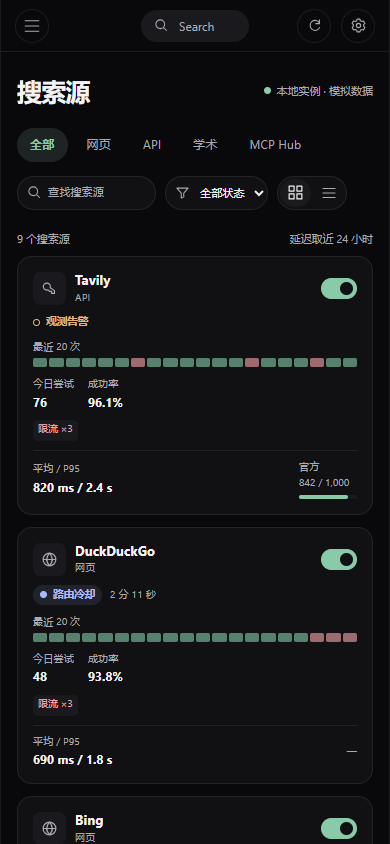 Search
搜索源
本地实例 · 模拟数据
全部
网页
API
学术
MCP Hub
查找搜索源
全部状态
9 个搜索源
延迟取近 24 小时
Tavily
API
观测告警
最近 20 次
今日尝试 成功率
76 96.1%
限流 ×3
平均 / P95
820 ms / 2.4 s
官方
842 / 1,000
DuckDuckGo
网页
路由冷却 2 分 11 秒
最近 20 次
今日尝试 成功率
48 93.8%
限流 ×3
平均 / P95
690 ms / 1.8 s
—
Bing
网页